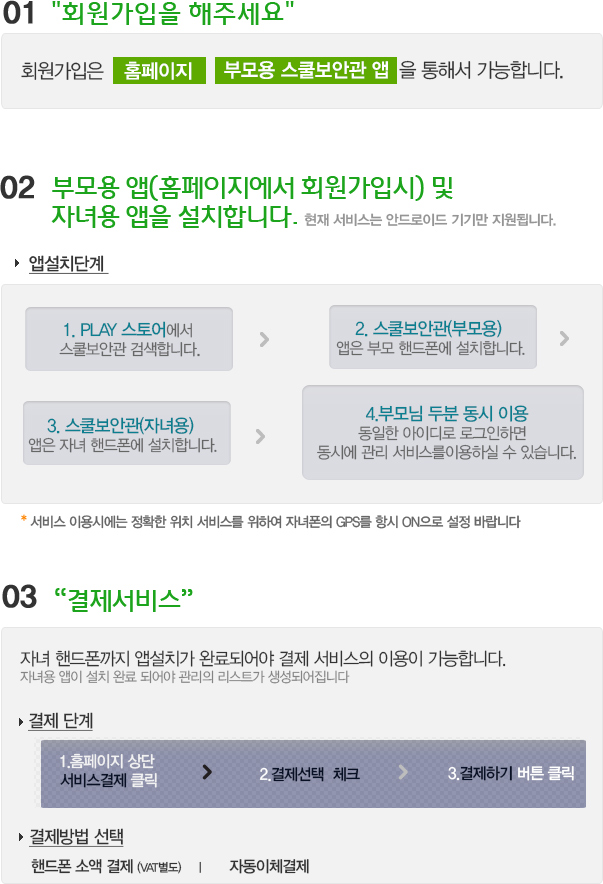 01 "회원가입을 해주세요"
회원가입은 홈페이지 부모용 스쿨보안관 앱 을 통해서 가능합니다.
02 부모용 앱(홈페이지에서 회원가입시) 및
자녀용 앱을 설치합니다. 현재 서비스는 안드로이드 기기만 지원됩니다.
앱설치단계
1. PLAY 스토어에서
스쿨보안관 검색합니다.
2. 스쿨보안관(부모용)
앱은 부모 핸드폰에 설치합니다.
3. 스쿨보안관(자녀용)
앱은 자녀 핸드폰에 설치합니다.
4.부모님 두분 동시 이용
동일한 아이디로 로그인하면
동시에 관리 서비스를이용하실 수 있습니다.
* 서비스 이용시에는 정확한 위치 서비스를 위하여 자녀폰의 GPS를 항시 ON으로 설정 바랍니다
03 “결제서비스”
자녀 핸드폰까지 앱설치가 완료되어야 결제 서비스의 이용이 가능합니다.
자녀용 앱이 설치 완료 되어야 관리의 리스트가 생성되어집니다
결제 단계
1.홈페이지 상단
서비스결제 클릭
2.결제선택 체크
3.결제하기 버튼 클릭
결제방법 선택
핸드폰 소액 결제 (VAT별도) | 자동이체결제